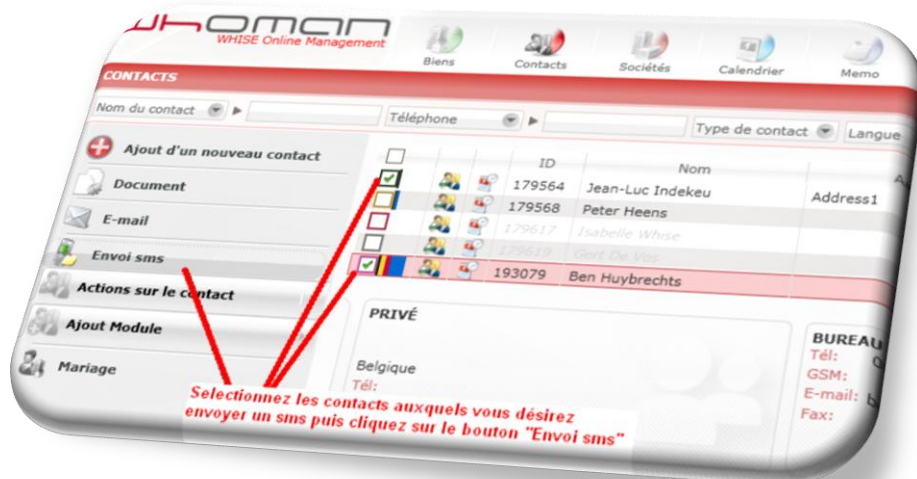 whoman
WHISE Online Management
Biens
Contacts
Sociétés
Calendrier
Memo
CONTACTS
Nom du contact
Téléphone
Type de contact
Langue
Ajout d'un nouveau contact
Document
E-mail
Envoi sms
Actions sur le contact
Ajout Module
Mariage
ID Nom
179564 Jean-Luc Indekeu Address1
179568 Peter Heens
179617 Isabelle Whise
179619 Gert De Vos
193079 Ben Huybrechts
PRIVÉ
Belgique
Tél:
BUREAU
Tél:
GSM:
E-mail:
Fax:
Selectionnez les contacts auxquels vous désirez
envoyer un sms puis cliquez sur le bouton "Envoi sms"